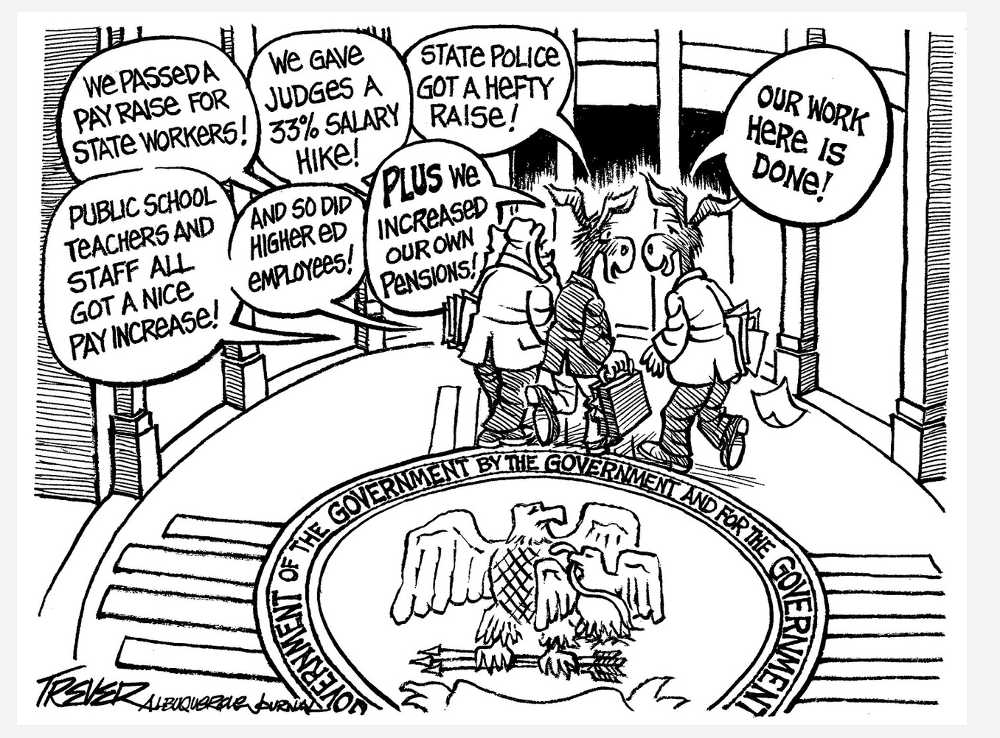 We PASSED A
PAY RAISe FOR
STATe WORKeRS!
We GAVe
JUDGeS A
33% SALARY
HIKe!
STATe POLICe
GOT A HeFTY
RAISe!
OUR WORK
HeRe IS
DONe!
PUBLIC SCHOOL
TeACHeRS AND
STAFF ALL
GOT A NICe
PAY INCReASe!
AND SO DID
HIGHeR eD
eMPLOYeeS!
PLUS We
INCReASeD
OUR OWN
PeNSIONS!
GOVERNMENT OF THE GOVERNMENT BY THE GOVERNMENT AND FOR THE GOVERNMENT
TREVER
ALBUQUERQUE JOURNAL